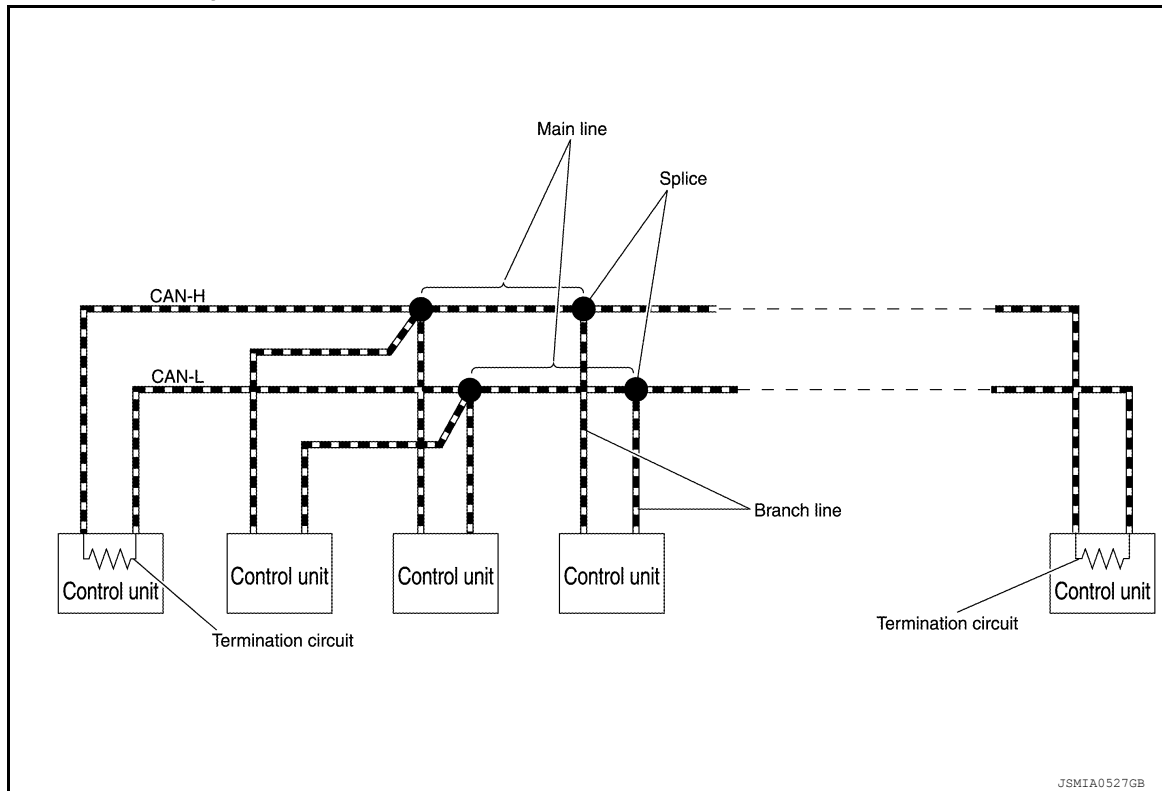 Main line
Splice
CAN-H
CAN-L
Branch line
Control unit
Control unit
Control unit
Control unit
Control unit
Termination circuit
Termination circuit
JSMIA0527GB